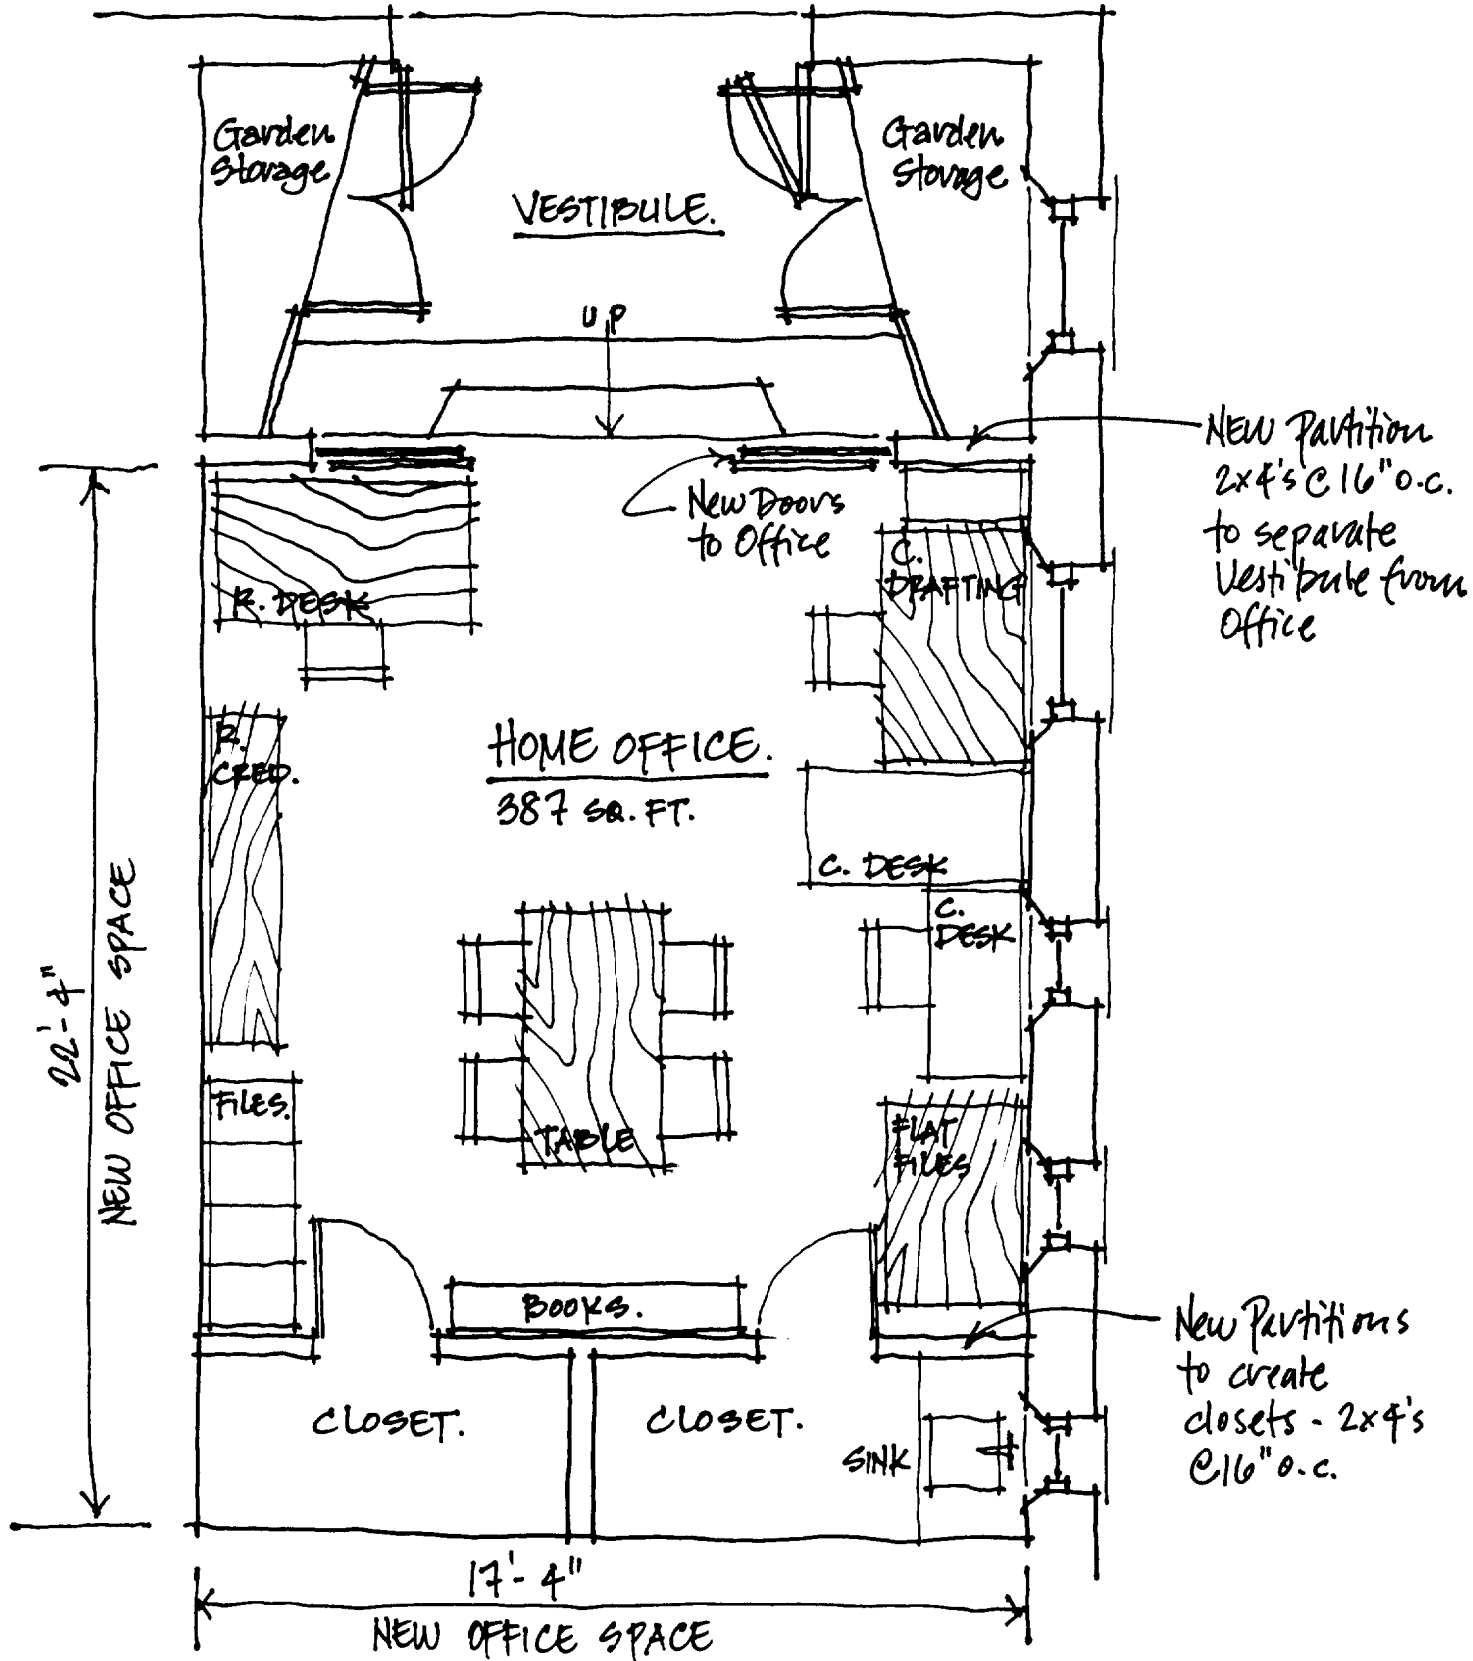 Garden
Storage
Garden
Storage
VESTIBULE.
UP
NEW Partition
2x4's @ 16" o.c.
to separate
Vestibule from
Office
New Doors
to Office
R. DESK
C.
DRAFTING
R.
CRED.
HOME OFFICE.
387 SQ. FT.
C. DESK
C.
DESK
22'-4"
NEW OFFICE SPACE
FILES.
TABLE
FLAT
FILES
BOOKS.
New Partitions
to create
closets - 2x4's
@16" o.c.
CLOSET.
CLOSET.
SINK
17'-4"
NEW OFFICE SPACE